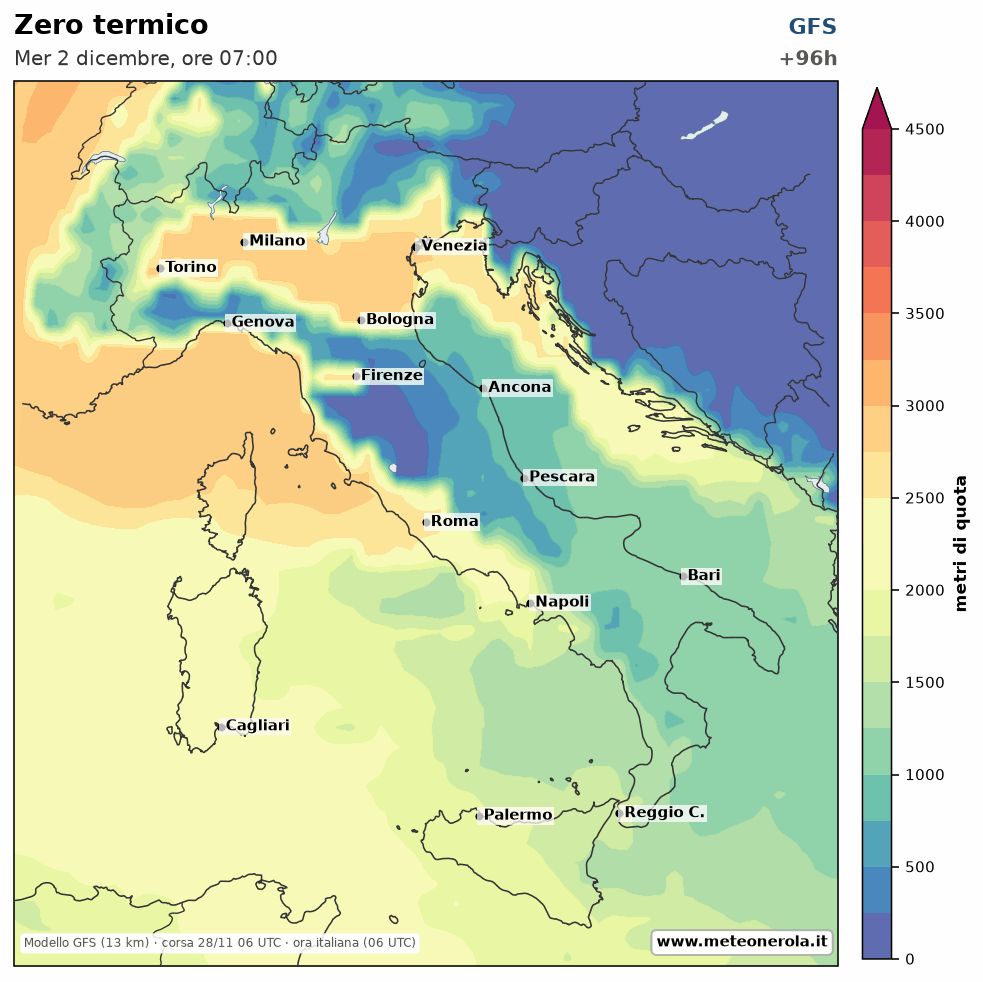 Zero termico
GFS
Mer 2 dicembre, ore 07:00
+96h
4500
4000
3500
3000
2500
2000
1500
1000
500
0
metri di quota
Milano
Venezia
Torino
Genova
Bologna
Firenze
Ancona
Pescara
Roma
Bari
Napoli
Cagliari
Palermo
Reggio C.
Modello GFS (13 km) · corsa 28/11 06 UTC · ora italiana (06 UTC)
www.meteonerola.it